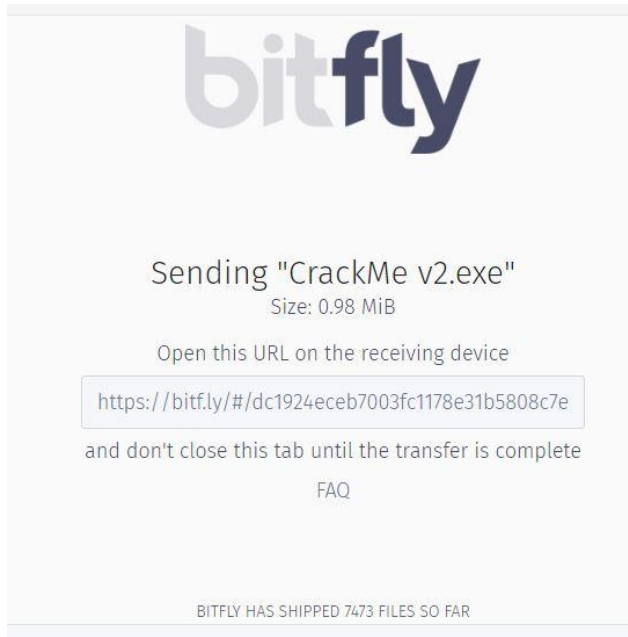 bitfly
Sending "CrackMe v2.exe"
Size: 0.98 MiB
Open this URL on the receiving device
https://bitf.ly/#/dc1924eceb7003fc1178e31b5808c7e
and don't close this tab until the transfer is complete
FAQ
BITFLY HAS SHIPPED 7473 FILES SO FAR